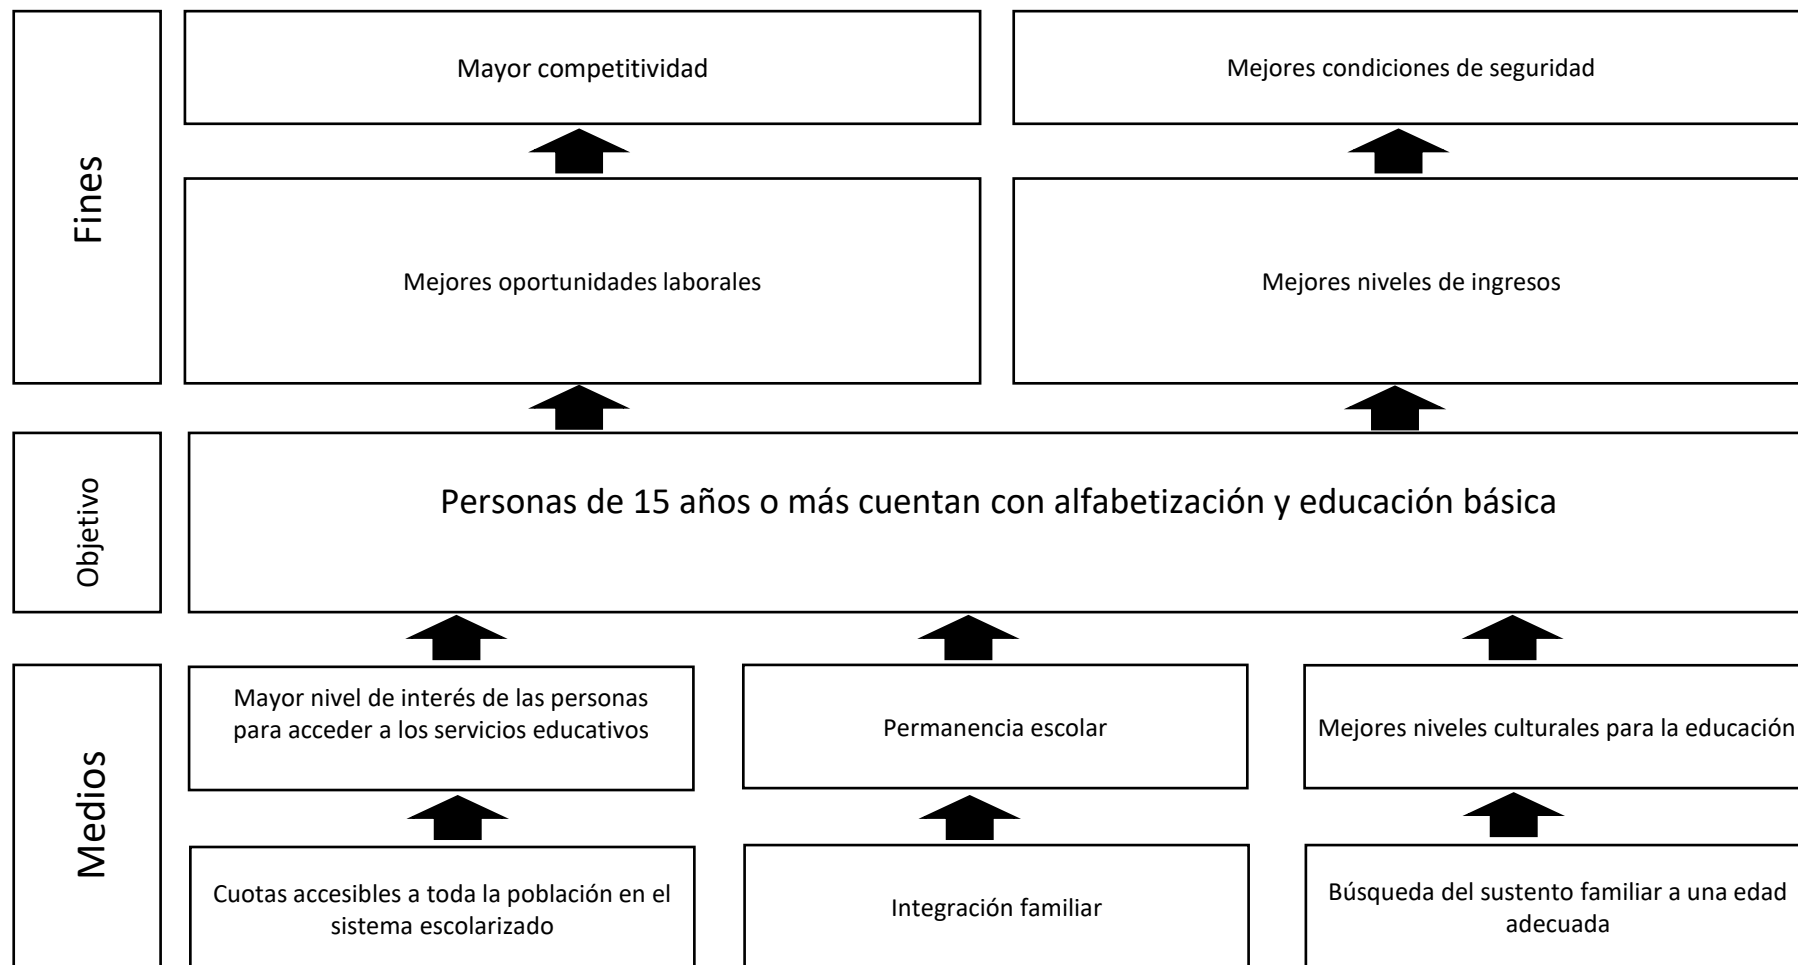 Fines
Mayor competitividad
Mejores condiciones de seguridad
Mejores oportunidades laborales
Mejores niveles de ingresos
Objetivo
Personas de 15 años o más cuentan con alfabetización y educación básica
Medios
Mayor nivel de interés de las personas
para acceder a los servicios educativos
Permanencia escolar
Mejores niveles culturales para la educación
Cuotas accesibles a toda la población en el
sistema escolarizado
Integración familiar
Búsqueda del sustento familiar a una edad
adecuada